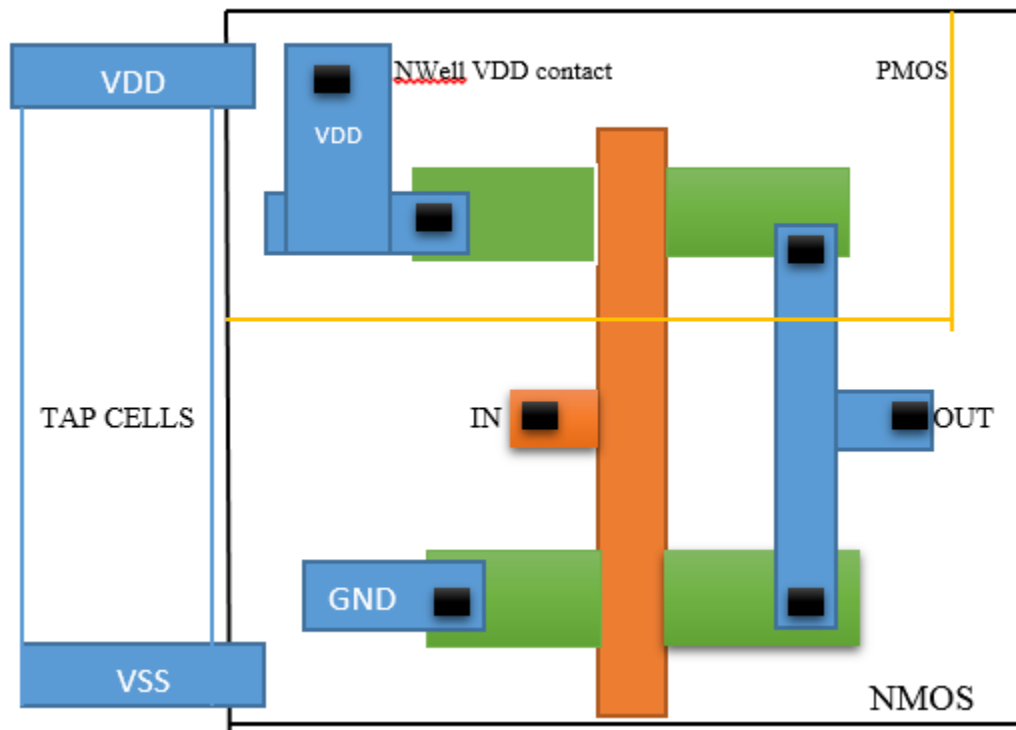 VDD
NWell VDD contact
PMOS
VDD
TAP CELLS
IN
OUT
GND
VSS
NMOS